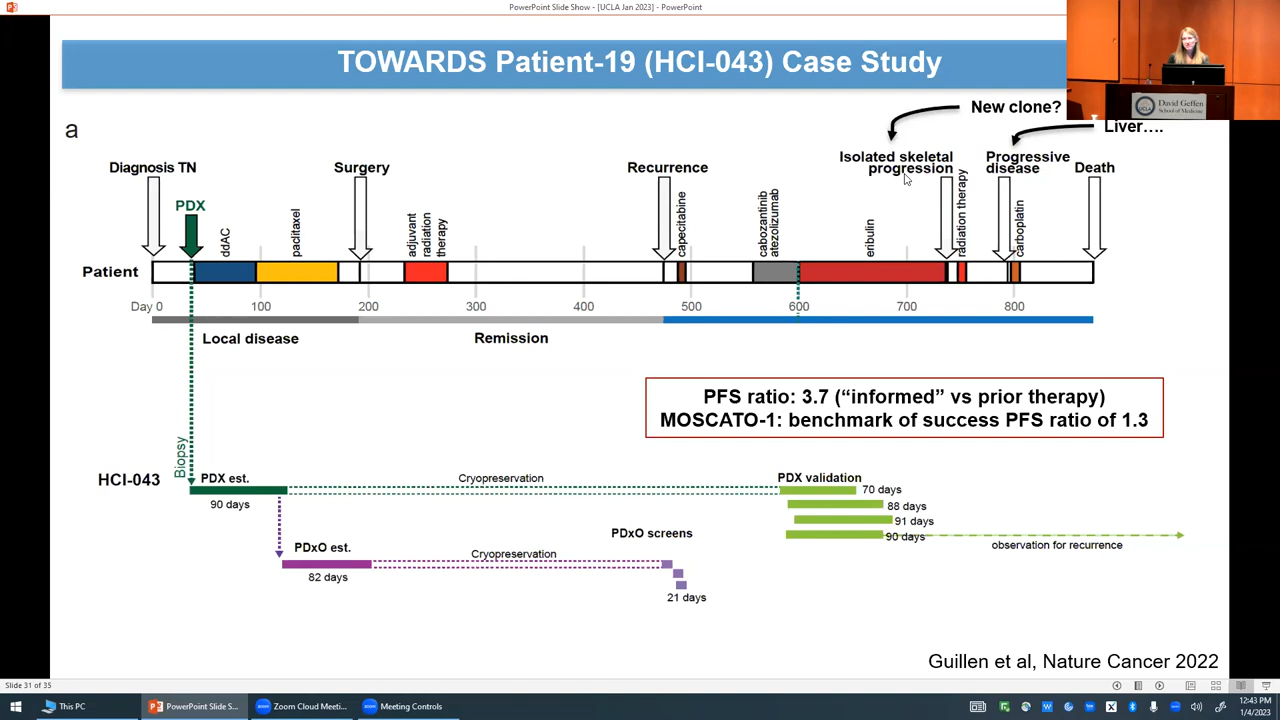 PowerPoint Slide Show - [UCLA Jan 2023] - PowerPoint
TOWARDS Patient-19 (HCI-043) Case Study
UCLA
David Geffen
School of Medicine
New clone?
Liver....
a
Diagnosis TN
Surgery
Recurrence
Isolated skeletal
progression
Progressive
disease
Death
PDX
ddAC
paclitaxel
adjuvant
radiation
therapy
capecitabine
cabozantinib
atezolizumab
eribulin
radiation therapy
carboplatin
Patient
Day 0 100 200 300 400 500 600 700 800
Local disease
Remission
PFS ratio: 3.7 (“informed” vs prior therapy)
MOSCATO-1: benchmark of success PFS ratio of 1.3
Biopsy
HCI-043
PDX est.
90 days
Cryopreservation
PDX validation
70 days
88 days
91 days
90 days
observation for recurrence
PDxO screens
PDxO est.
82 days
Cryopreservation
21 days
Guillen et al, Nature Cancer 2022
Slide 31 of 35
This PC
PowerPoint Slide S...
Zoom Cloud Meeti...
Meeting Controls
12:43 PM
1/4/2023